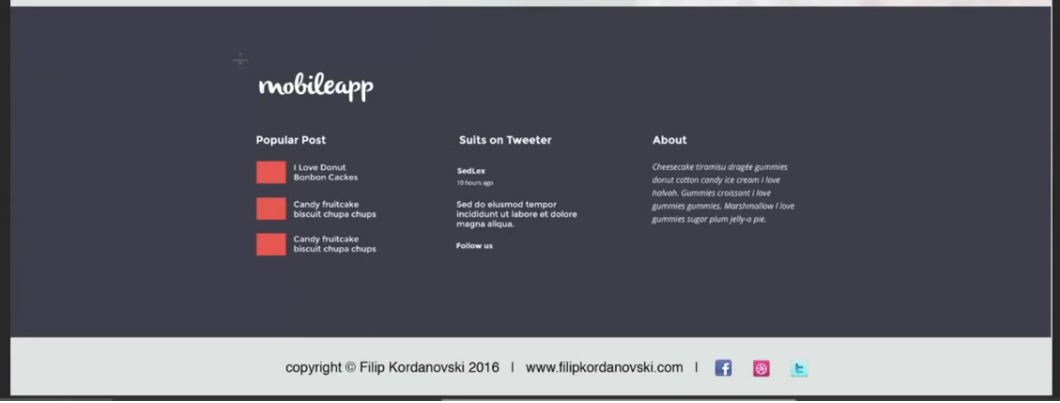 mobileapp
Popular Post
I Love Donut
Bonbon Cackes
Candy fruitcake
biscuit chupa chups
Candy fruitcake
biscuit chupa chups
Suits on Tweeter
SedLex
10 hours ago
Sed do eiusmod tempor
incididunt ut labore et dolore
magna aliqua.
Follow us
About
Cheesecake tiramisu dragée gummies
donut cotton candy ice cream I love
halvah. Gummies croissant I love
gummies gummies. Marshmallow I love
gummies sugar plum jelly-o pie.
copyright © Filip Kordanovski 2016 | www.filipkordanovski.com |